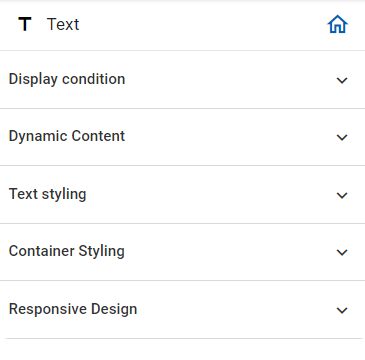 Text
Display condition
Dynamic Content
Text styling
Container Styling
Responsive Design